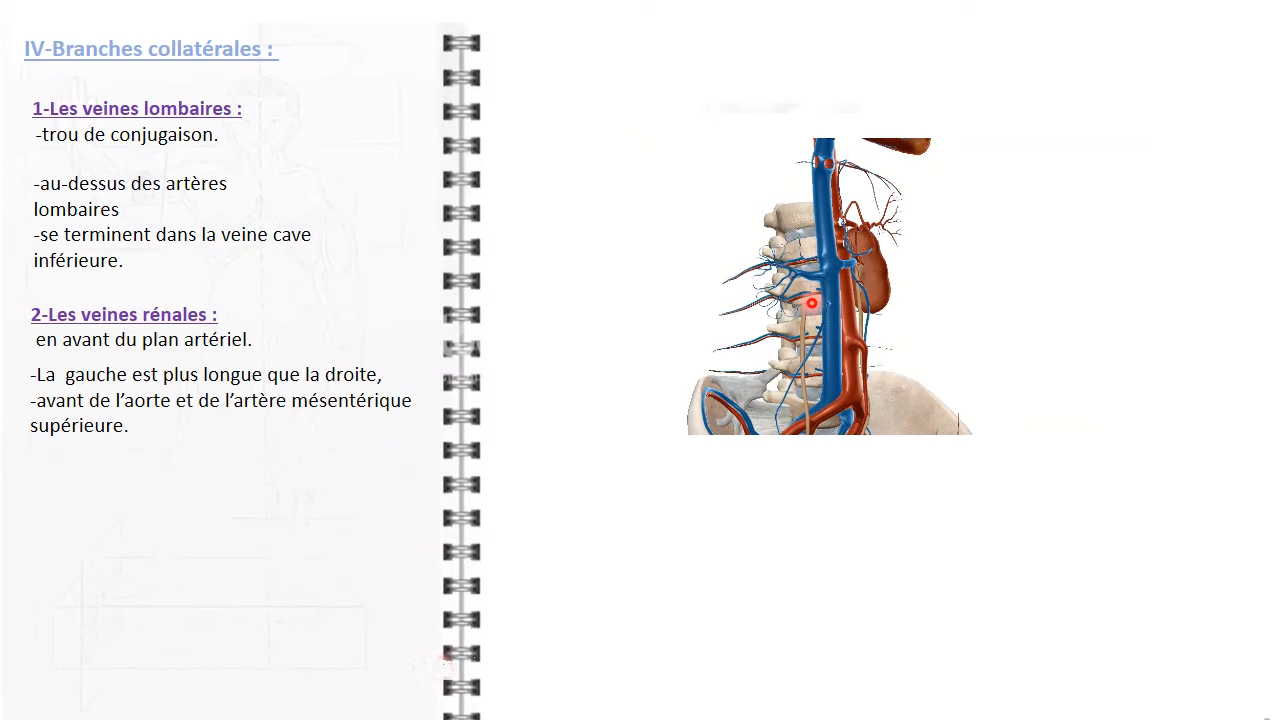 IV-Branches collatérales :
1-Les veines lombaires :
-trou de conjugaison.
-au-dessus des artères
lombaires
-se terminent dans la veine cave
inférieure.
2-Les veines rénales :
en avant du plan artériel.
-La  gauche est plus longue que la droite,
-avant de l’aorte et de l’artère mésentérique
supérieure.